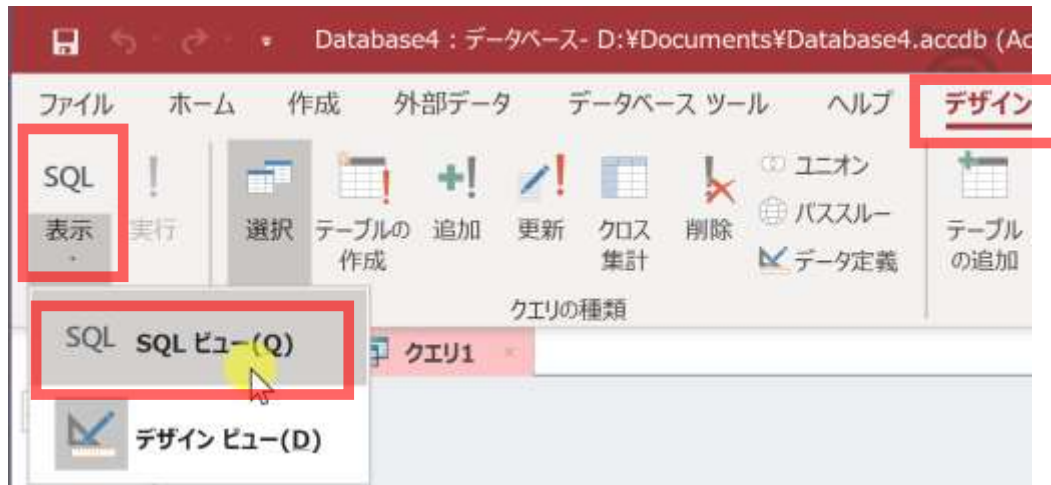 Database4 : データベース- D:¥Documents¥Database4.accdb (Ac
ファイル ホーム 作成 外部データ データベース ツール ヘルプ デザイン
SQL
表示
実行
選択
テーブルの
作成
追加
更新
クロス
集計
削除
ユニオン
パススルー
データ定義
テーブル
の追加
クエリの種類
SQL SQL ビュー(Q)
クエリ1
デザイン ビュー(D)